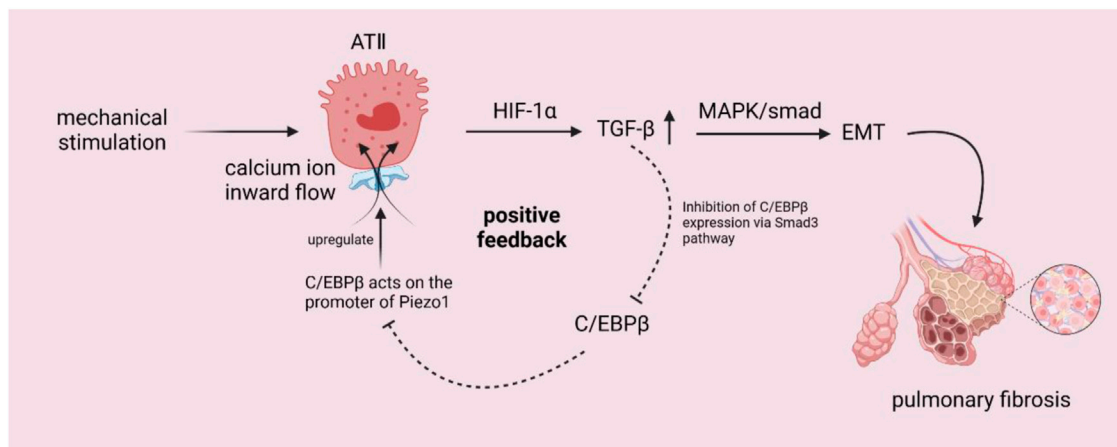 ATⅡ
mechanical
stimulation
HIF-1α
TGF-β
MAPK/smad
EMT
calcium ion
inward flow
positive
feedback
Inhibition of C/EBPβ
expression via Smad3
pathway
upregulate
C/EBPβ acts on the
promoter of Piezo1
C/EBPβ
pulmonary fibrosis